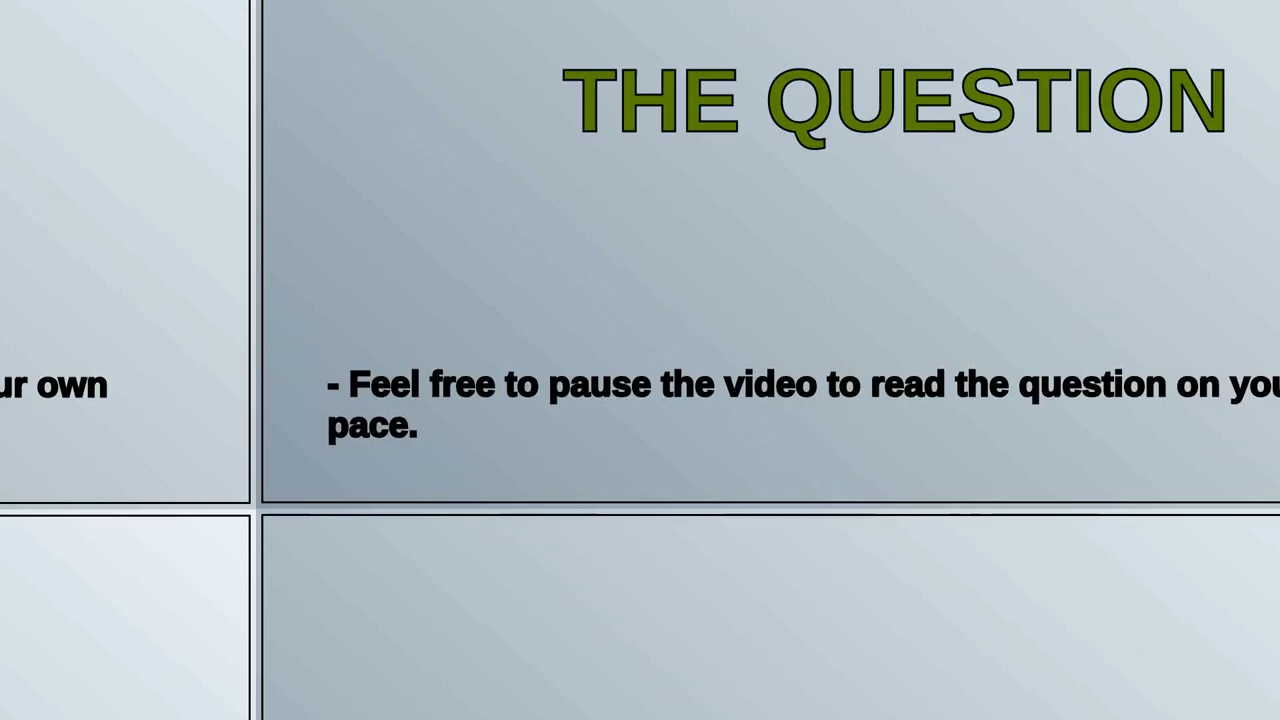 THE QUESTION
ur own
- Feel free to pause the video to read the question on you
pace.